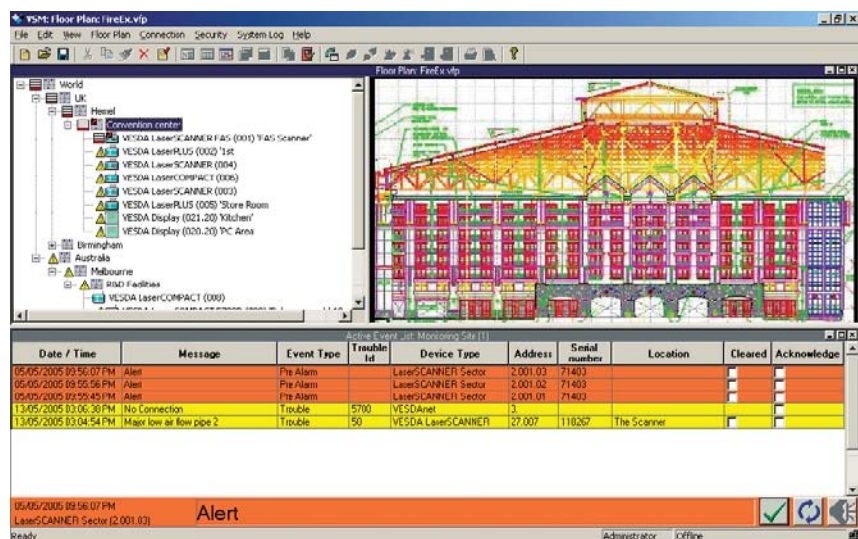 VSM: Floor Plan: FireEx.vfp
File Edit View Floor Plan Connection Security System Log Help
World
UK
Hemel
Convention center
VESDA LaserSCANNER FAS (001) 'FAS Scanner'
VESDA LaserPLUS (002) '1st
VESDA LaserSCANNER (004)
VESDA LaserCOMPACT (006)
VESDA LaserSCANNER (003)
VESDA LaserPLUS (005) 'Store Room
VESDA Display (021.20) 'Kitchen'
VESDA Display (020.20) 'PC Area
Birmingham
Australia
Melbourne
R&D Facilities
VESDA LaserCOMPACT (008)
Floor Plan: FireEx.vfp
Active Event List: Monitoring Site (1)
Date / Time Message Event Type Trouble Id Device Type Address Serial number Location Cleared Acknowledge
05/05/2005 09:56:07 PM Alert Pre Alarm LaserSCANNER Sector 2.001.03 71403
05/05/2005 09:55:56 PM Alert Pre Alarm LaserSCANNER Sector 2.001.02 71403
05/05/2005 09:55:45 PM Alert Pre Alarm LaserSCANNER Sector 2.001.01 71403
13/05/2005 03:06:38 PM No Connection Trouble 5700 VESDAnet 3.
13/05/2005 03:04:54 PM Major low air flow pipe 2 Trouble 50 VESDA LaserSCANNER 27.007 118267 The Scanner
05/05/2005 09:56:07 PM
LaserSCANNER Sector (2.001.03)
Alert
Ready Administrator Offline